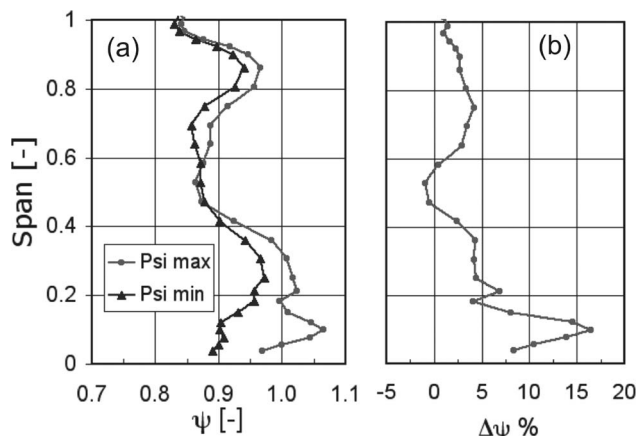 (a)
(b)
Span [-]
1
0.8
0.6
0.4
0.2
0
Psi max
Psi min
0.7
0.8
0.9
1.0
1.1
ψ [-]
-5
0
5
10
15
20
Δψ %